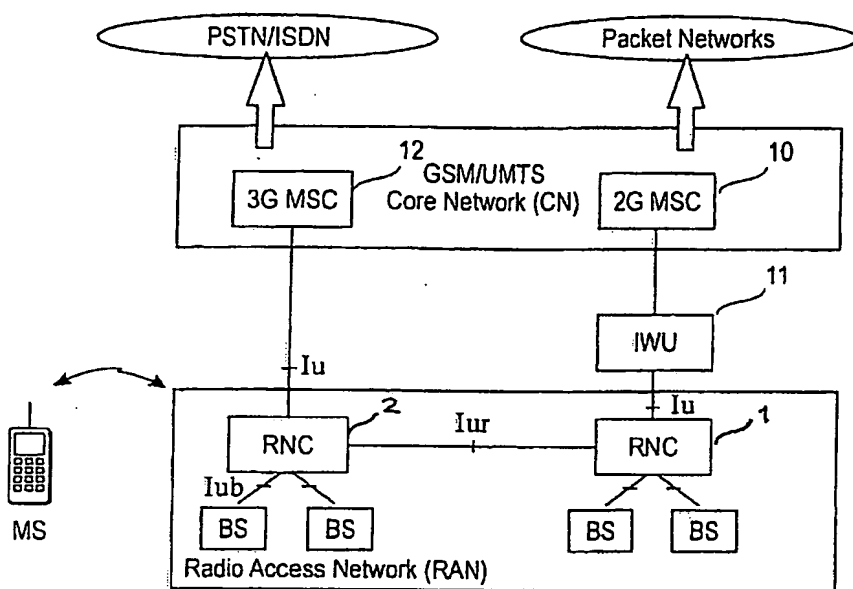 PSTN/ISDN
Packet Networks
12
10
GSM/UMTS
Core Network (CN)
3G MSC
2G MSC
11
IWU
Iu
Iu
2
1
RNC
Iur
RNC
Iub
BS
BS
BS
BS
MS
Radio Access Network (RAN)